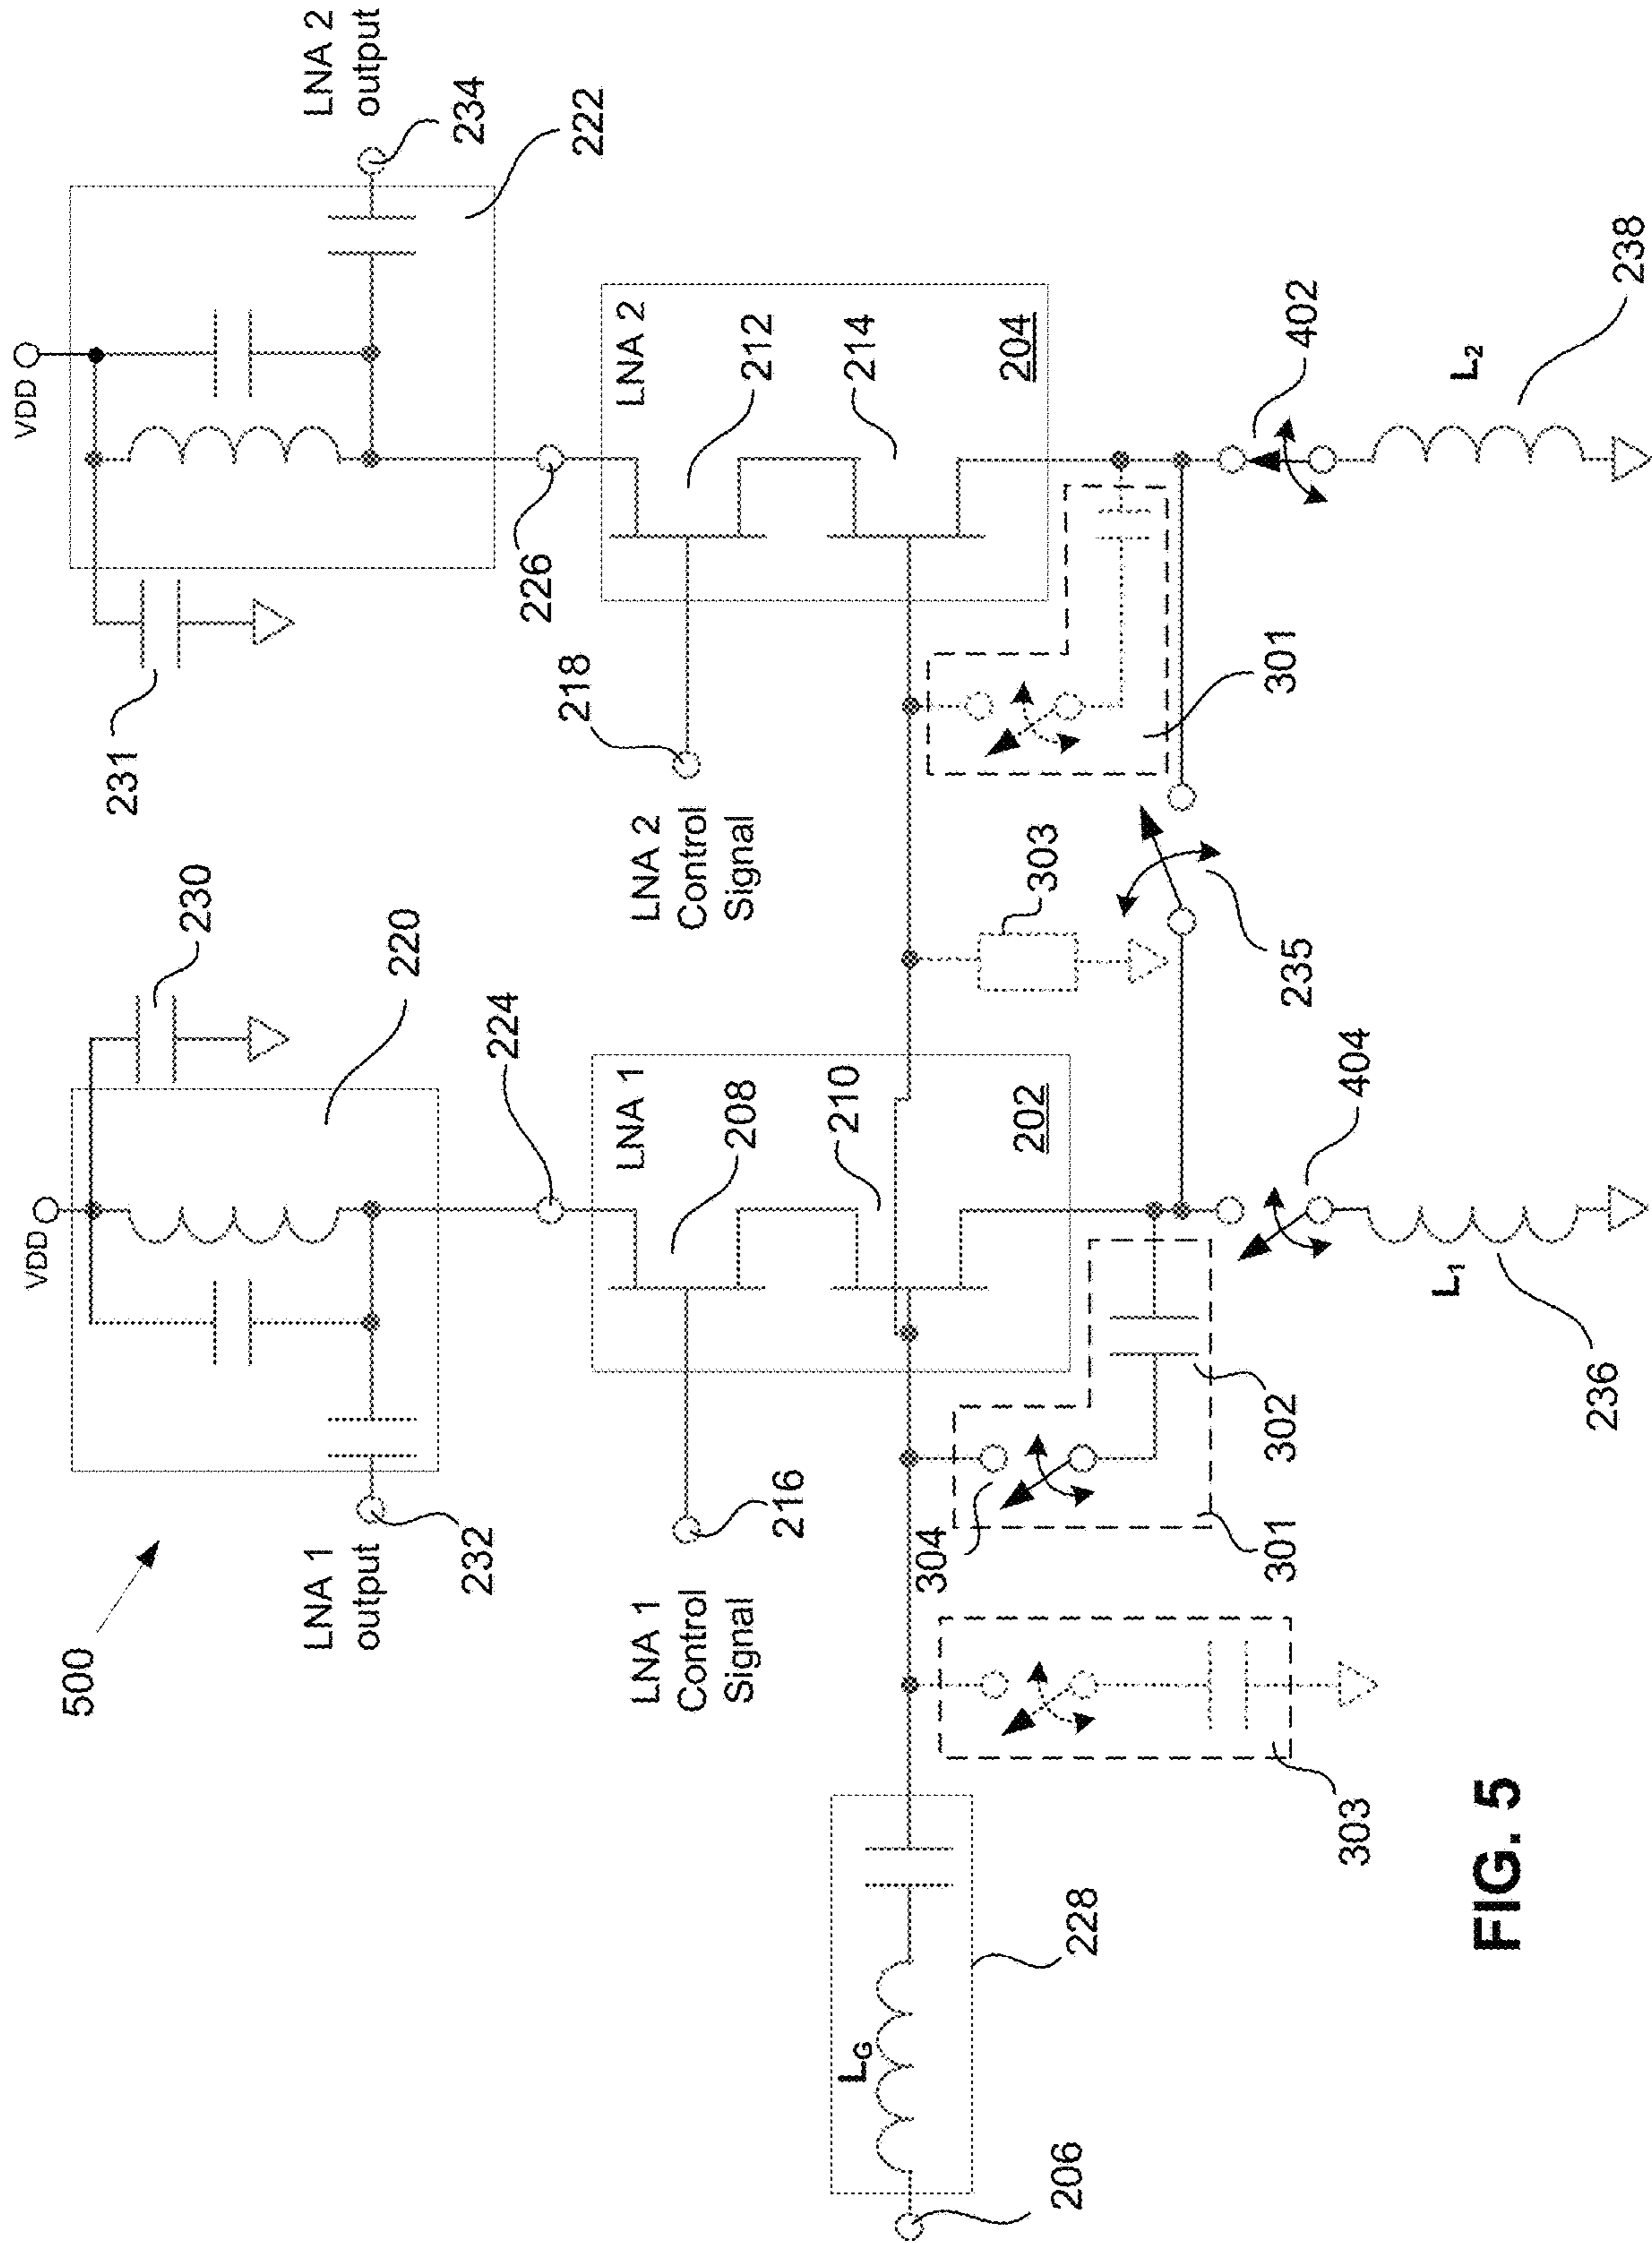 500
VDD
VDD
230
231
220
222
LNA 1
output
232
LNA 2
output
234
224
226
LNA 1
208
210
202
LNA 2
212
214
204
LNA 1
Control
Signal
216
LNA 2
Control
Signal
218
LG
206
228
303
304
301
302
303
301
235
404
402
L1
236
L2
238
FIG. 5